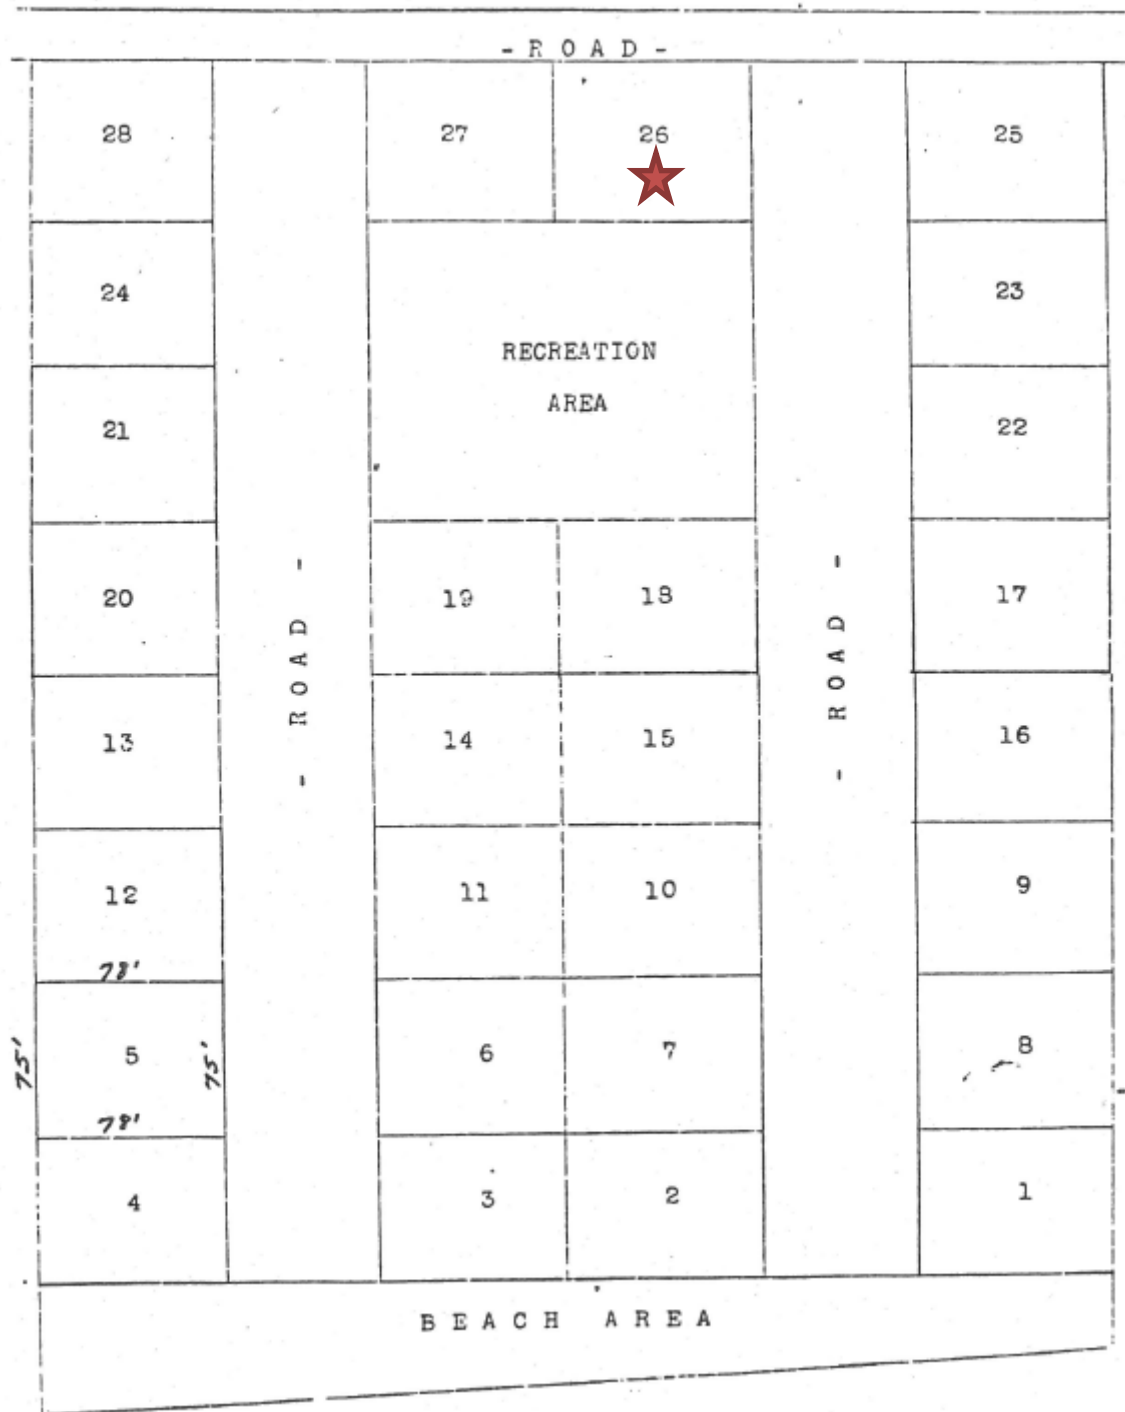 - R O A D -
28 27 26 25
24 23
RECREATION
AREA
21 22
20 19 18 17
- ROAD -
- ROAD -
13 14 15 16
12 11 10 9
78'
75' 5 75' 6 7 8
78'
4 3 2 1
BEACH AREA